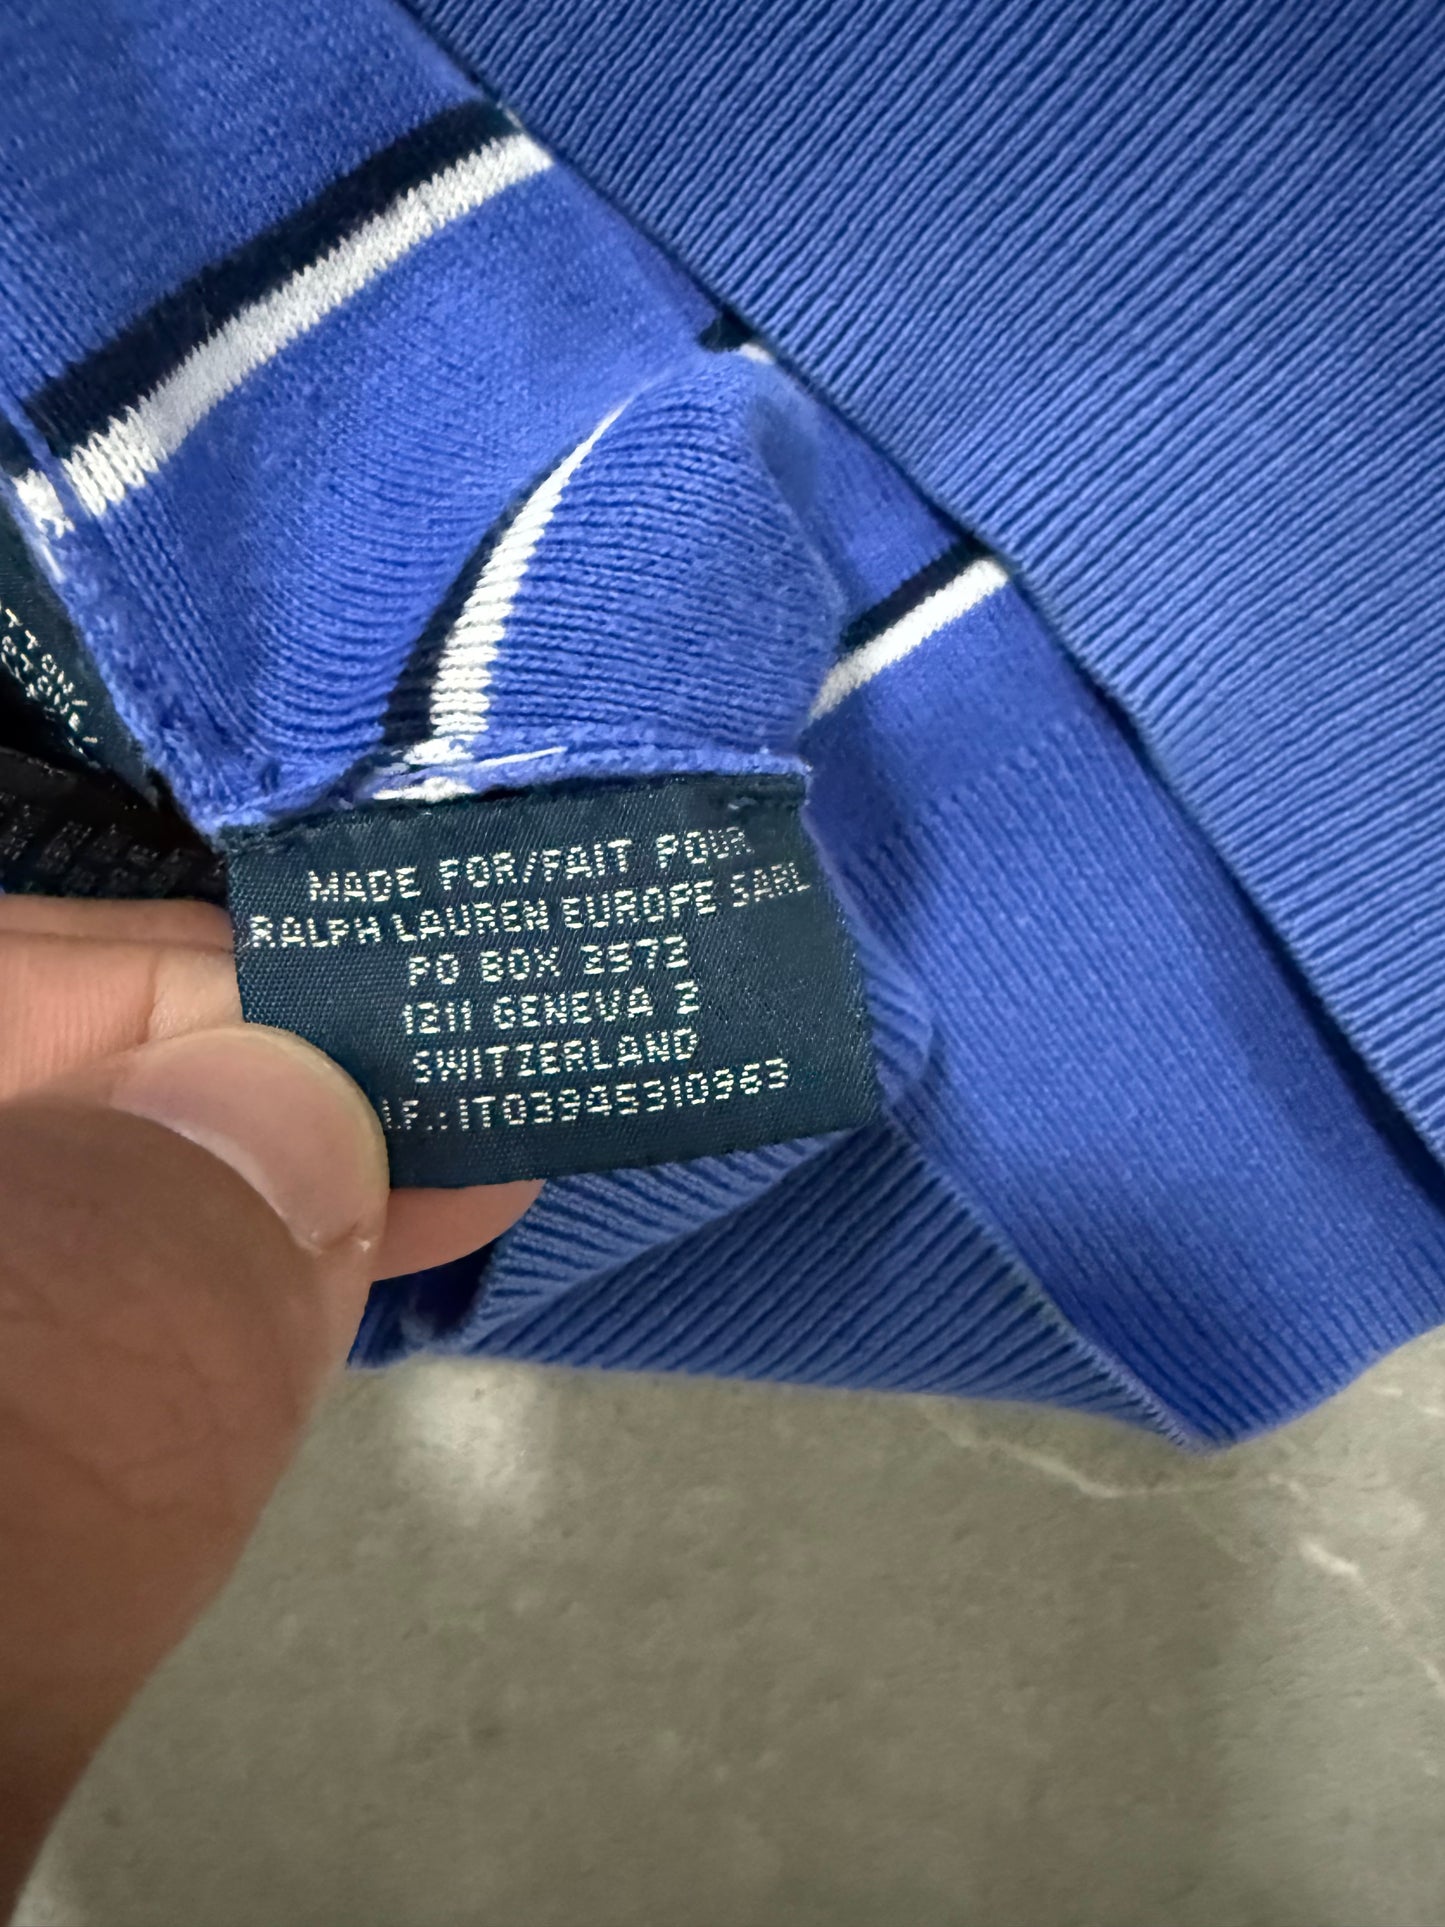 MADE FOR/FAIT POUR
RALPH LAUREN EUROPE SARL
PO BOX 2572
1211 GENEVA 2
SWITZERLAND
I.F.:IT03945310963